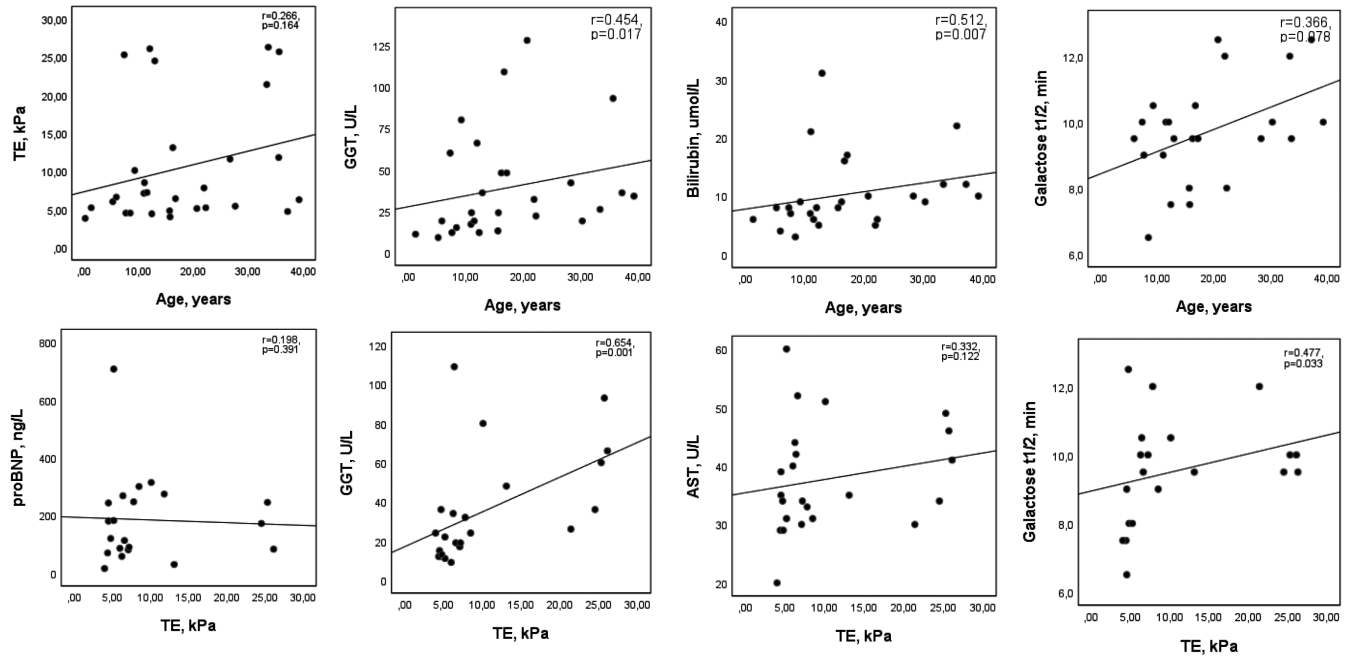 r=0.266,
p=0.164
30,00
25,00
20,00
15,00
10,00
5,00
,00
TE, kPa
,00 10,00 20,00 30,00 40,00
Age, years
r=0.454,
p=0.017
125
100
75
50
25
0
GGT, U/L
,00 10,00 20,00 30,00 40,00
Age, years
r=0.512,
p=0.007
40
30
20
10
0
Bilirubin, umol/L
,00 10,00 20,00 30,00 40,00
Age, years
r=0.366,
p=0.078
12,0
10,0
8,0
6,0
Galactose t1/2, min
,00 10,00 20,00 30,00 40,00
Age, years
r=0.198,
p=0.391
800
600
400
200
0
proBNP, ng/L
,00 5,00 10,00 15,00 20,00 25,00 30,00
TE, kPa
r=0.654,
p=0.001
120
100
80
60
40
20
0
GGT, U/L
,00 5,00 10,00 15,00 20,00 25,00 30,00
TE, kPa
r=0.332,
p=0.122
60
50
40
30
20
AST, U/L
,00 5,00 10,00 15,00 20,00 25,00 30,00
TE, kPa
r=0.477,
p=0.033
12,0
10,0
8,0
6,0
Galactose t1/2, min
,00 5,00 10,00 15,00 20,00 25,00 30,00
TE, kPa